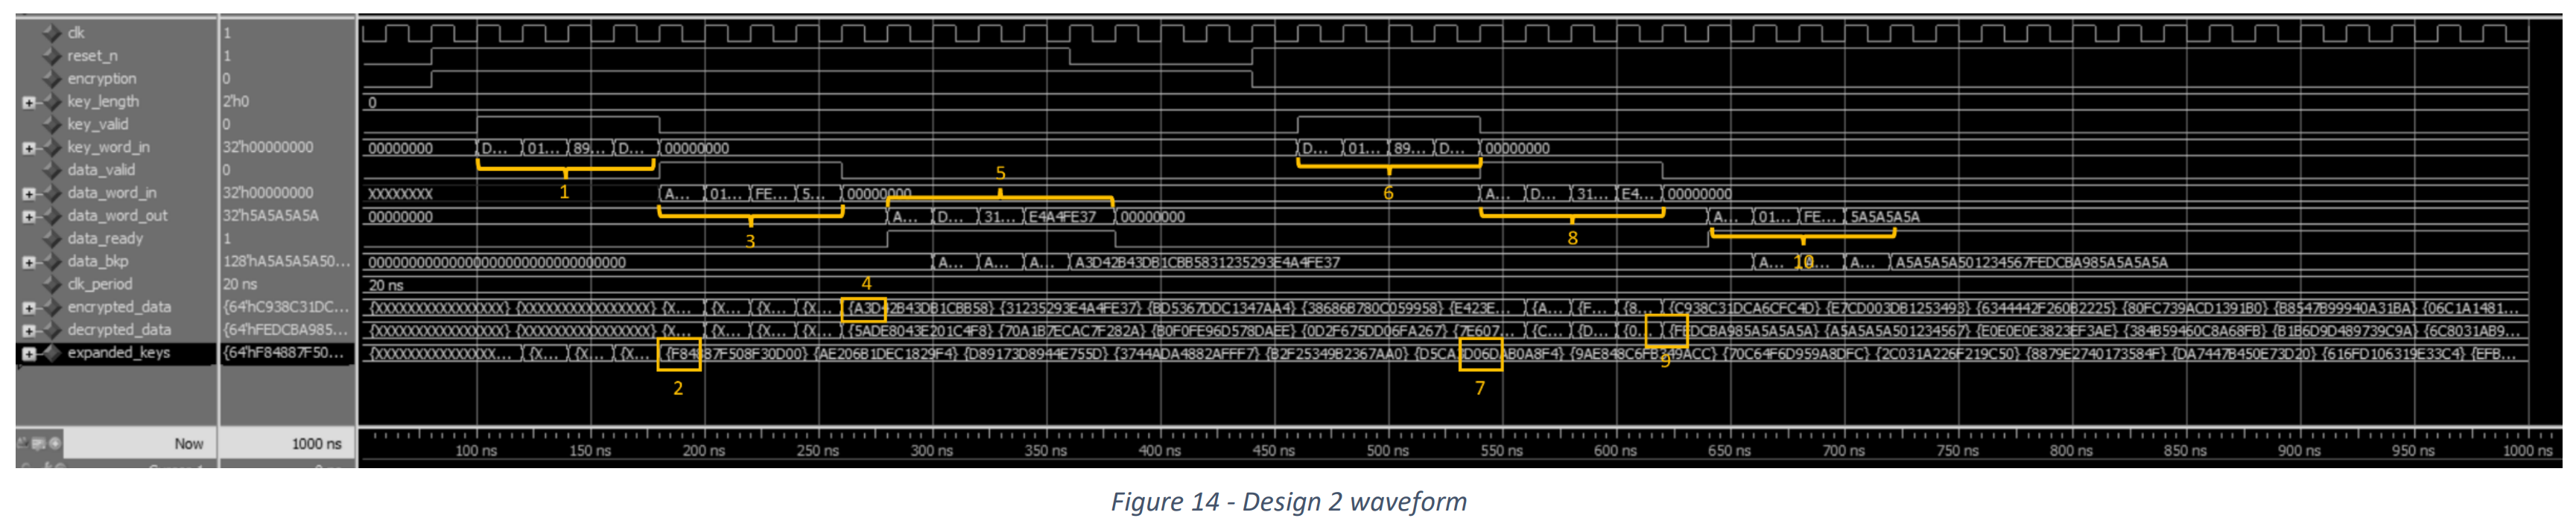 clk 1
reset_n 1
encryption 0
key_length 2'h0 0
key_valid 0
key_word_in 32'h00000000 00000000 D... 01... 89... D... 00000000 D... 01... 89... D... 00000000
data_valid 0 5
data_word_in 32'h00000000 XXXXXXXX 1 A... 01... FE... 5... 00000000 6 A... D... 31... E4... 00000000
data_word_out 32'h5A5A5A5A 00000000 A... D... 31... E4A4FE37 00000000 A... 01... FE... 5A5A5A5A
data_ready 1 3 8
data_bkp 128'hA5A5A5A50... 00000000000000000000000000000000 A... A... A... A3D42B43DB1CBB5831235293E4A4FE37 A... A... A... A5A5A5A501234567FEDCBA985A5A5A5A
10
clk_period 20 ns 20 ns 4
encrypted_data {64'hC938C31DC... {XXXXXXXXXXXXXXXX} {XXXXXXXXXXXXXXXX} {X... {X... {X... {X... {A3D42B43DB1CBB58} {31235293E4A4FE37} {BD5367DDC1347AA4} {38686B780C059958} {E423E... {A... {F... {8... {C938C31DCA6CFC4D} {E7CD003DB1253493} {6344442F260B2225} {80FC739ACD1391B0} {B8547B99940A31BA} {06C1A1481...
decrypted_data {64'hFEDCBA985... {XXXXXXXXXXXXXXXX} {XXXXXXXXXXXXXXXX} {X... {X... {X... {X... {5ADE8043E201C4F8} {70A1B7ECAC7F282A} {B0F0FE96D578DAEE} {0D2F675DD06FA267} {7E607... {C... {D... {0... {FEDCBA985A5A5A5A} {A5A5A5A501234567} {E0E0E0E3823EF3AE} {384B59460C8A68FB} {B1B6D9D489739C9A} {6C8031AB9...
expanded_keys {64'hF84887F50... {XXXXXXXXXXXXXXX... {X... {X... {X... {F84887F508F30D00} {AE206B1DEC1829F4} {D89173D8944E755D} {3744ADA4882AFFF7} {B2F25349B2367AA0} {D5CA3D06DAB0A8F4} {70C64F6D959A8DFC} {2C031A226F219C50} {8879E2740173584F} {DA7447B450E73D20} {616FD106319E33C4} {EFB...
2 7 9
Now 1000 ns 100 ns 150 ns 200 ns 250 ns 300 ns 350 ns 400 ns 450 ns 500 ns 550 ns 600 ns 650 ns 700 ns 750 ns 800 ns 850 ns 900 ns 950 ns 1000 ns
Figure 14 - Design 2 waveform